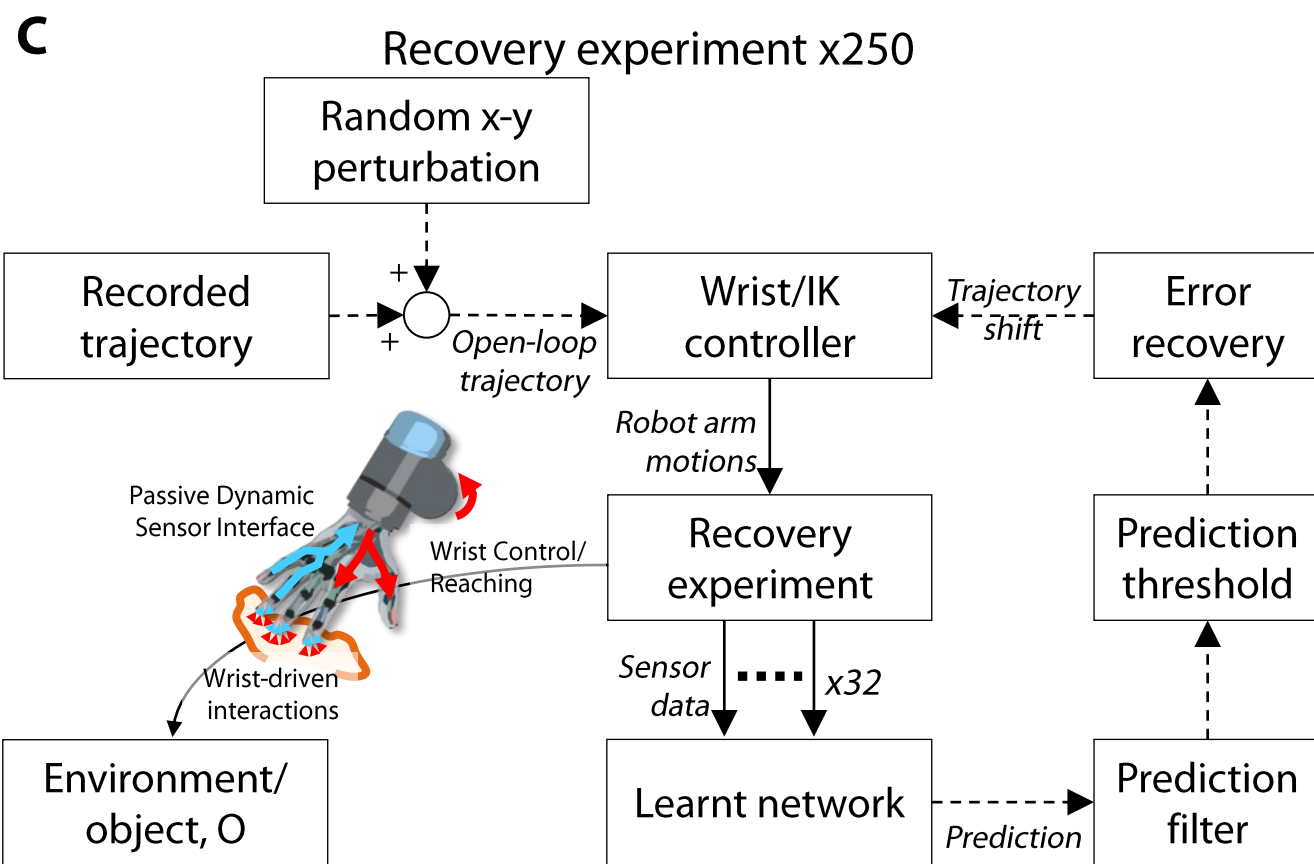 C
Recovery experiment x250
Random x-y
perturbation
Recorded
trajectory
+
+
Open-loop
trajectory
Wrist/IK
controller
Trajectory
shift
Error
recovery
Robot arm
motions
Passive Dynamic
Sensor Interface
Wrist Control/
Reaching
Recovery
experiment
Prediction
threshold
Wrist-driven
interactions
Sensor
data
x32
Environment/
object, O
Learnt network
Prediction
Prediction
filter